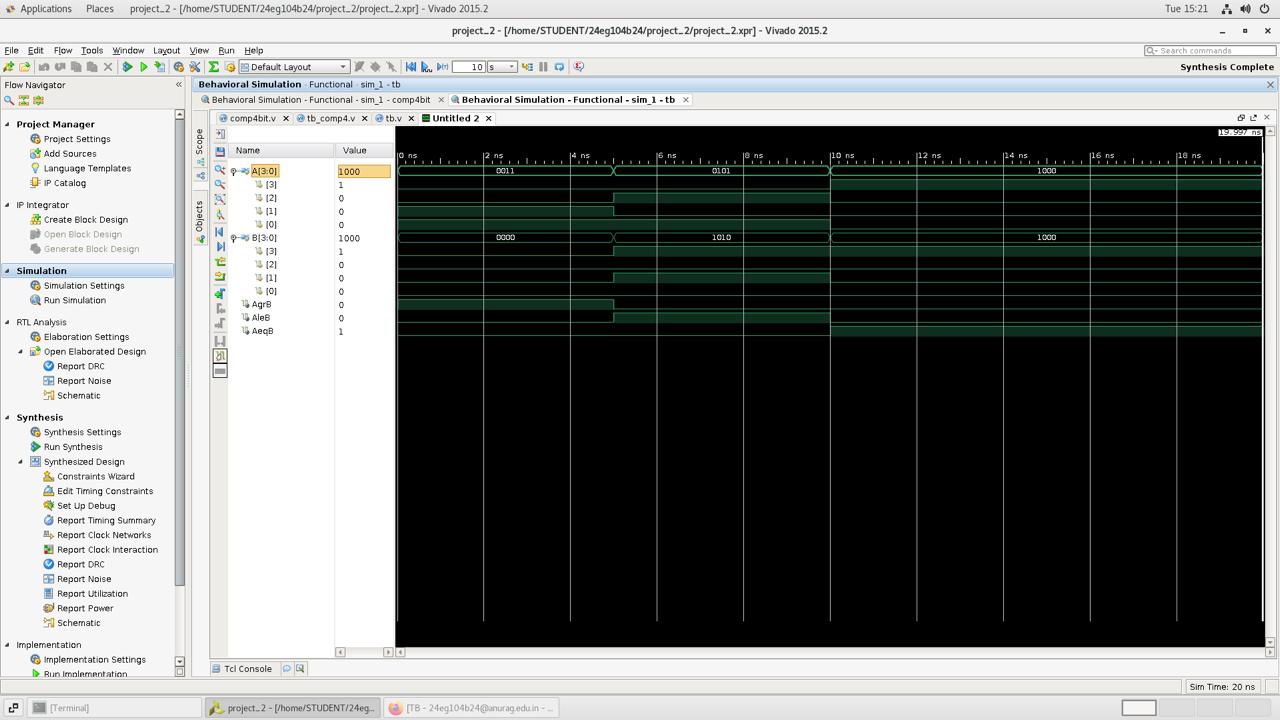 Applications Places project_2 - [/home/STUDENT/24eg104b24/project_2/project_2.xpr] - Vivado 2015.2 Tue 15:21
project_2 - [/home/STUDENT/24eg104b24/project_2/project_2.xpr] - Vivado 2015.2
File Edit Flow Tools Window Layout View Run Help Search commands
Default Layout 10 s Synthesis Complete
Flow Navigator
Project Manager
Project Settings
Add Sources
Language Templates
IP Catalog
IP Integrator
Create Block Design
Open Block Design
Generate Block Design
Simulation
Simulation Settings
Run Simulation
RTL Analysis
Elaboration Settings
Open Elaborated Design
Report DRC
Report Noise
Schematic
Synthesis
Synthesis Settings
Run Synthesis
Synthesized Design
Constraints Wizard
Edit Timing Constraints
Set Up Debug
Report Timing Summary
Report Clock Networks
Report Clock Interaction
Report DRC
Report Noise
Report Utilization
Report Power
Schematic
Implementation
Implementation Settings
Run Implementation
Behavioral Simulation - Functional - sim_1 - tb
Behavioral Simulation - Functional - sim_1 - comp4bit Behavioral Simulation - Functional - sim_1 - tb
comp4bit.v tb_comp4.v tb.v Untitled 2
Scope
Objects
19.997 ns
Name Value
0 ns 2 ns 4 ns 6 ns 8 ns 10 ns 12 ns 14 ns 16 ns 18 ns
A[3:0] 1000 0011 0101 1000
[3] 1
[2] 0
[1] 0
[0] 0
B[3:0] 1000 0000 1010 1000
[3] 1
[2] 0
[1] 0
[0] 0
AgrB 0
AleB 0
AeqB 1
Tcl Console
Sim Time: 20 ns
[Terminal] project_2 - [/home/STUDENT/24eg... [TB - 24eg104b24@anurag.edu.in - ...